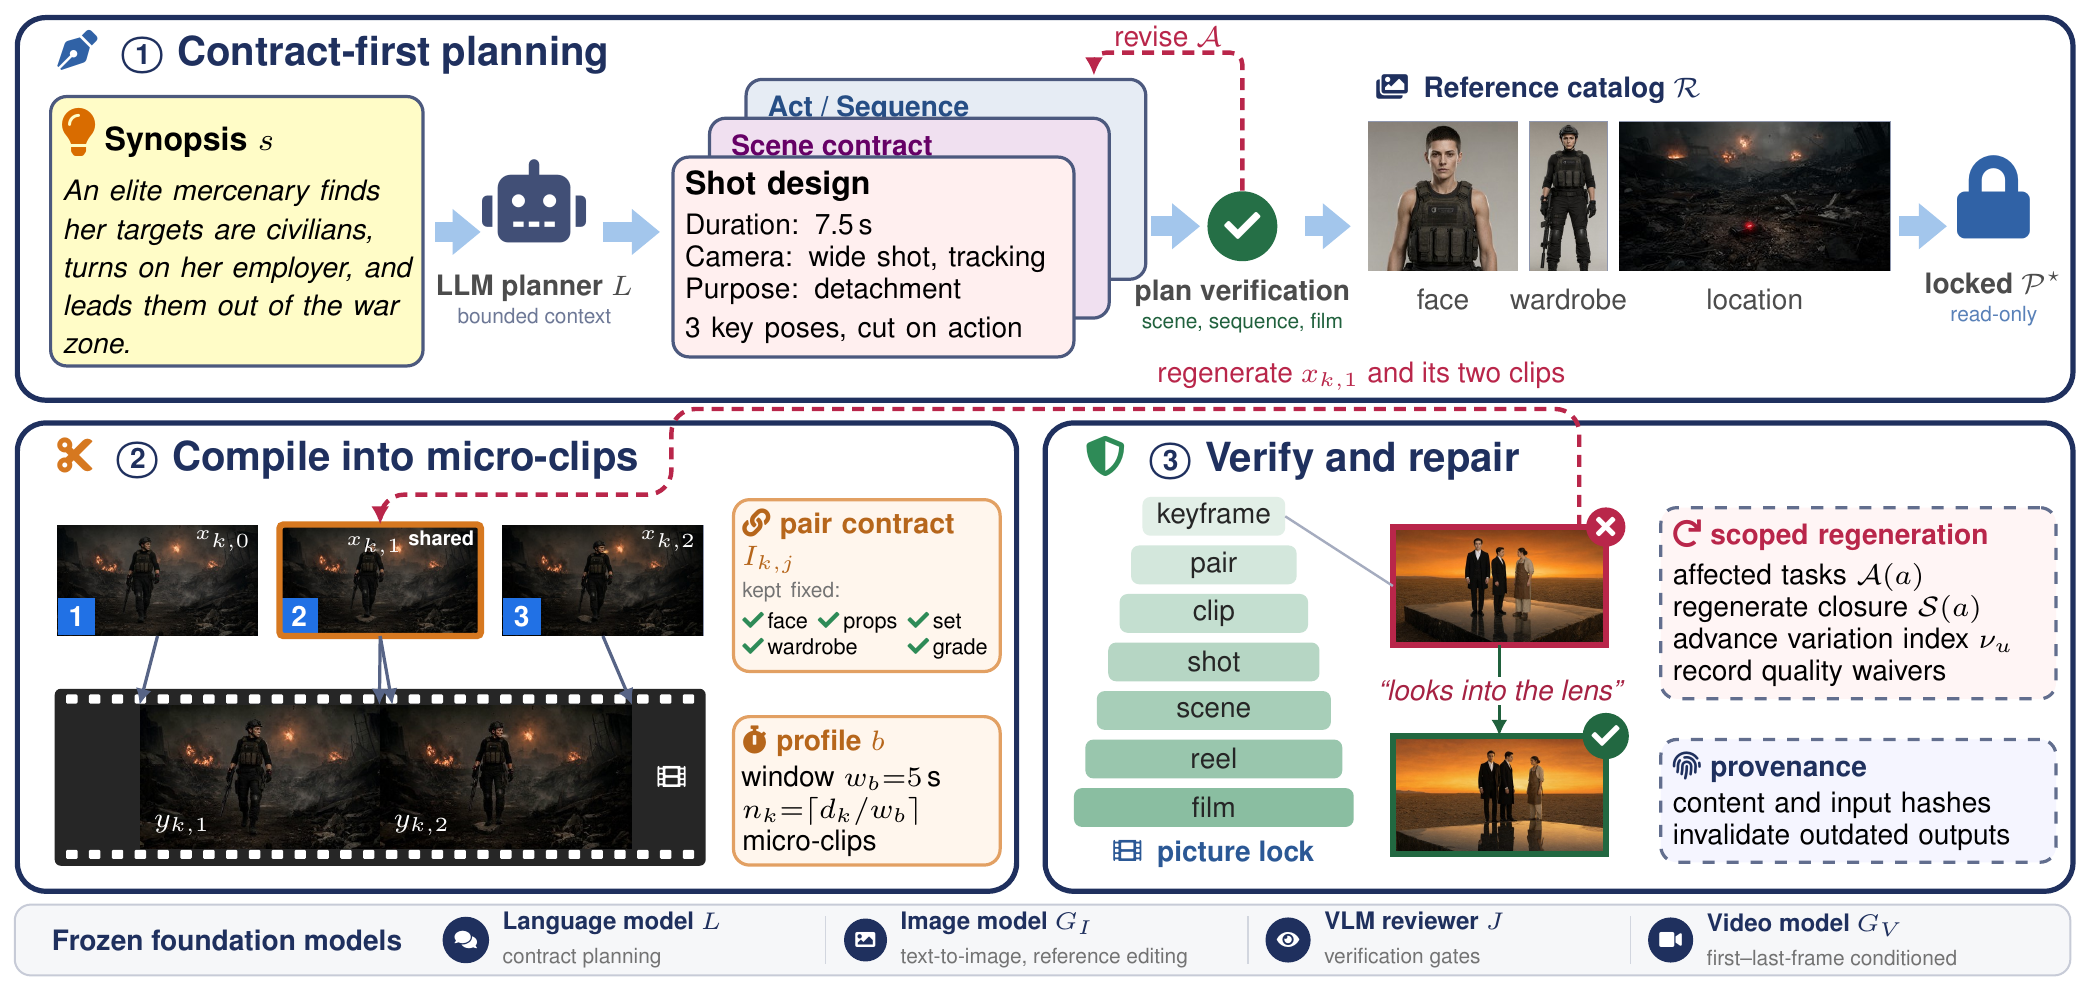 ① Contract-first planning
Synopsis s
An elite mercenary finds
her targets are civilians,
turns on her employer, and
leads them out of the war
zone.
LLM planner L
bounded context
Act / Sequence
Scene contract
Shot design
Duration: 7.5 s
Camera: wide shot, tracking
Purpose: detachment
3 key poses, cut on action
revise 𝒜
plan verification
scene, sequence, film
Reference catalog ℛ
face
wardrobe
location
locked 𝒫⋆
read-only
regenerate x_{k,1} and its two clips
② Compile into micro-clips
x_{k,0}
1
x_{k,1} shared
2
x_{k,2}
3
y_{k,1}
y_{k,2}
pair contract
I_{k,j}
kept fixed:
face props set
wardrobe grade
profile b
window w_b=5 s
n_k=⌈d_k/w_b⌉
micro-clips
③ Verify and repair
keyframe
pair
clip
shot
scene
reel
film
picture lock
“looks into the lens”
scoped regeneration
affected tasks 𝒜(a)
regenerate closure 𝒮(a)
advance variation index ν_u
record quality waivers
provenance
content and input hashes
invalidate outdated outputs
Frozen foundation models
Language model L
contract planning
Image model G_I
text-to-image, reference editing
VLM reviewer J
verification gates
Video model G_V
first–last-frame conditioned